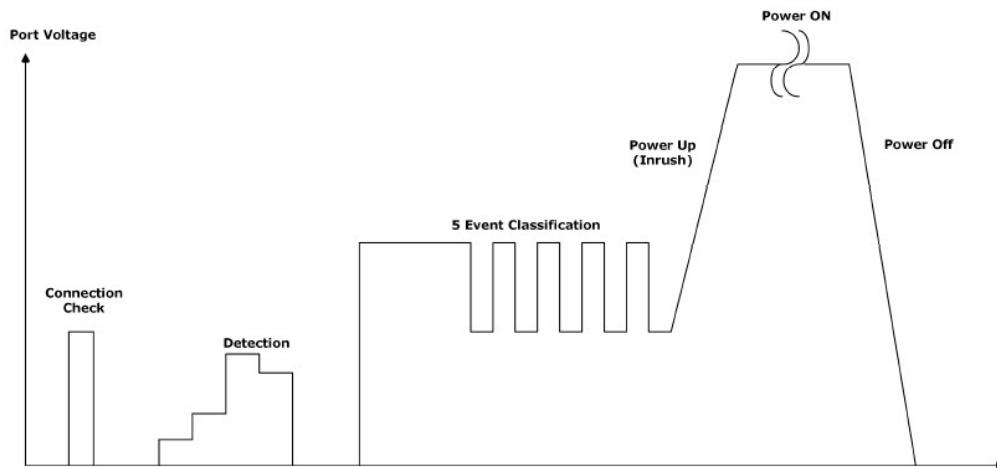 Power ON
Port Voltage
Power Up
(Inrush)
Power Off
5 Event Classification
Connection
Check
Detection